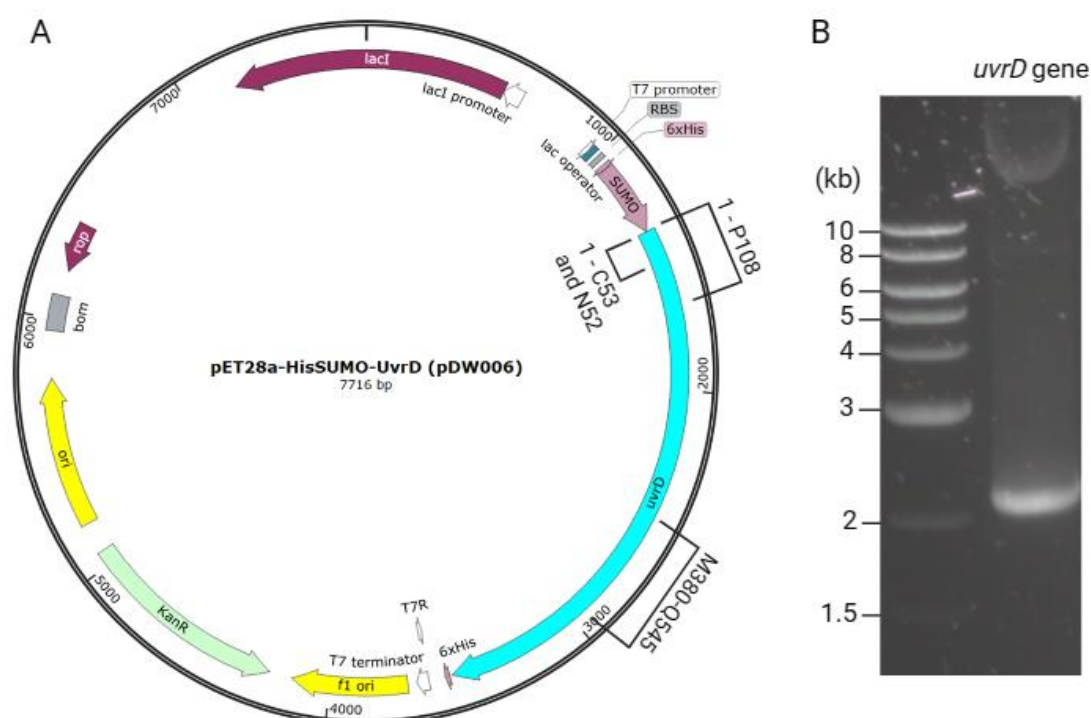 A
lacI
lacI promoter
7000
1000
T7 promoter
RBS
6xHis
lac operator
SUMO
1 - P108
1 - C53
and N52
rop
bom
6000
pET28a-HisSUMO-UvrD (pDW006)
7716 bp
2000
ori
uvrD
M380-Q545
3000
5000
KanR
T7R
6xHis
T7 terminator
f1 ori
4000
B
uvrD gene
(kb)
10
8
6
5
4
3
2
1.5